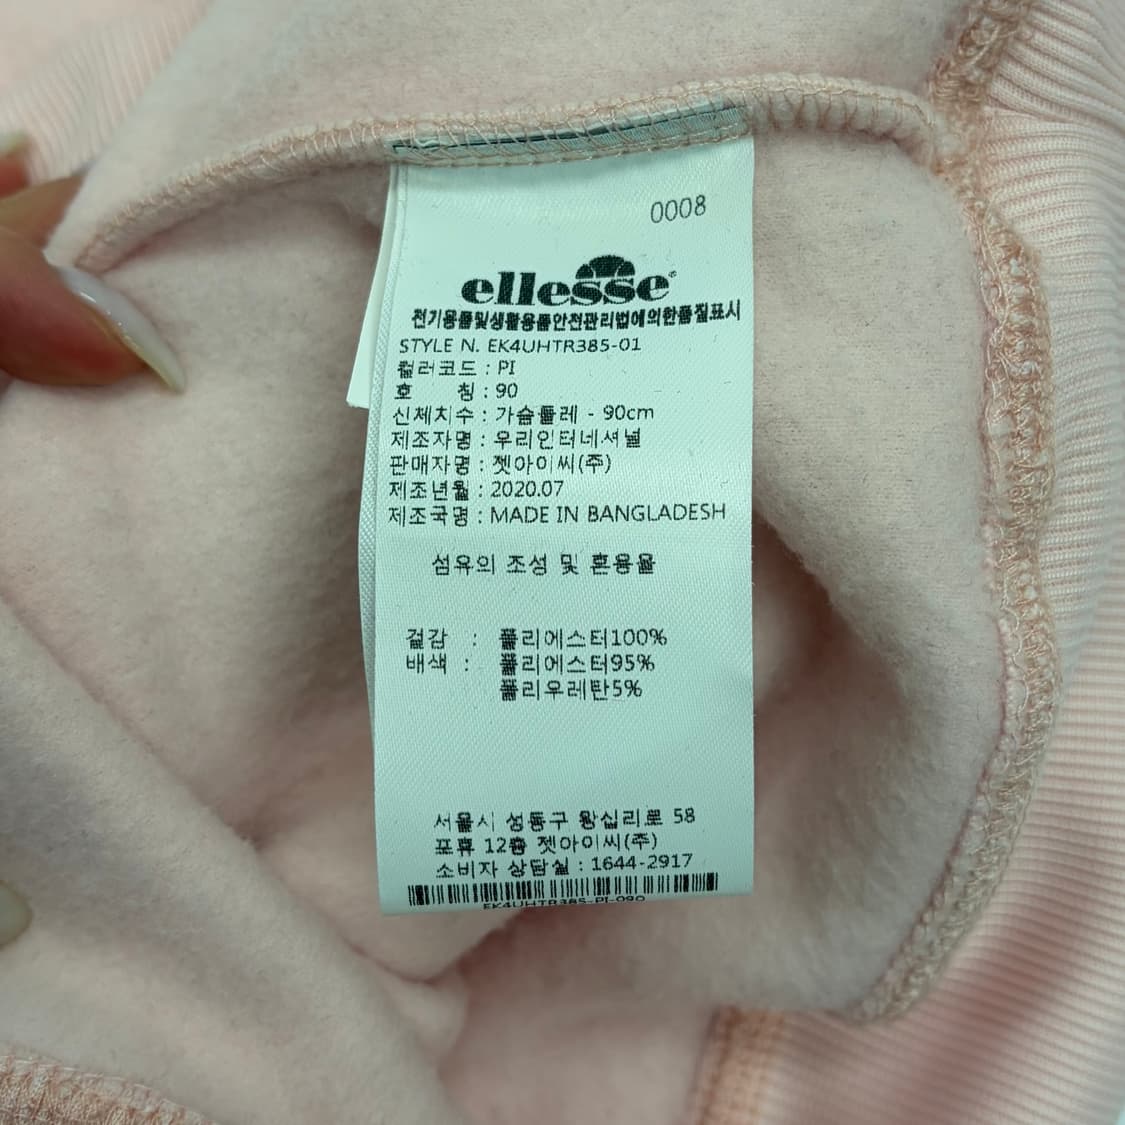 0008
ellesse
전기용품및생활용품안전관리법에의한품질표시
STYLE N. EK4UHTR385-01
컬러코드 : PI
호 칭 : 90
신체치수 : 가슴둘레 - 90cm
제조자명 : 우리인터네셔널
판매자명 : 젯아이씨(주)
제조년월 : 2020.07
제조국명 : MADE IN BANGLADESH
섬유의 조성 및 혼용율
겉감 : 폴리에스터100%
배색 : 폴리에스터95%
폴리우레탄5%
서울시 성동구 왕십리로 58
포휴 12층 젯아이씨(주)
소비자 상담실 : 1644-2917
EK4UHTR385-PI-090